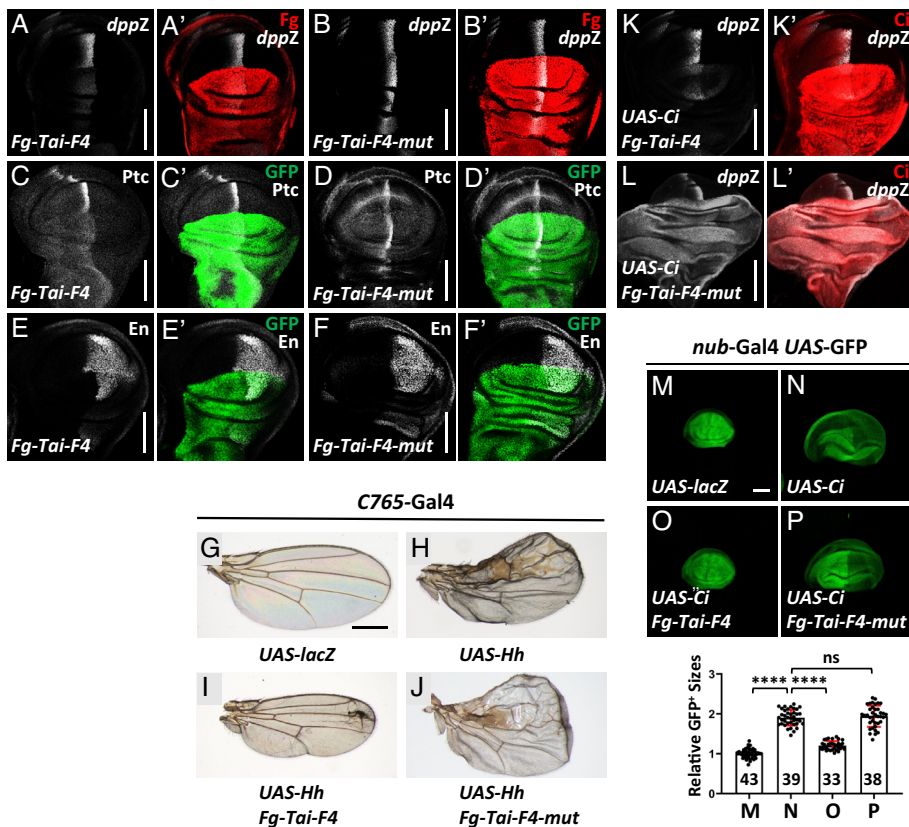 A dppZ Fg-Tai-F4
A' Fg dppZ
B dppZ Fg-Tai-F4-mut
B' Fg dppZ
K dppZ UAS-Ci Fg-Tai-F4
K' Ci dppZ
C Ptc Fg-Tai-F4
C' GFP Ptc
D Ptc Fg-Tai-F4-mut
D' GFP Ptc
L dppZ UAS-Ci Fg-Tai-F4-mut
L' Ci dppZ
E En Fg-Tai-F4
E' GFP En
F En Fg-Tai-F4-mut
F' GFP En
nub-Gal4 UAS-GFP
M UAS-lacZ
N UAS-Ci
O UAS-Ci Fg-Tai-F4
P UAS-Ci Fg-Tai-F4-mut
C765-Gal4
G UAS-lacZ
H UAS-Hh
I UAS-Hh Fg-Tai-F4
J UAS-Hh Fg-Tai-F4-mut
ns
**** ****
Relative GFP+ Sizes
3
2
1
0
43 39 33 38
M N O P